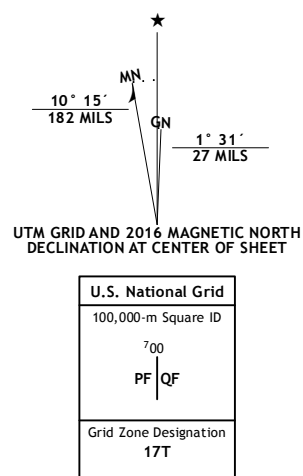 ★
MN
10° 15´
182 MILS
GN
1° 31´
27 MILS
UTM GRID AND 2016 MAGNETIC NORTH
DECLINATION AT CENTER OF SHEET
U.S. National Grid
100,000-m Square ID
⁷00
PF QF
Grid Zone Designation
17T